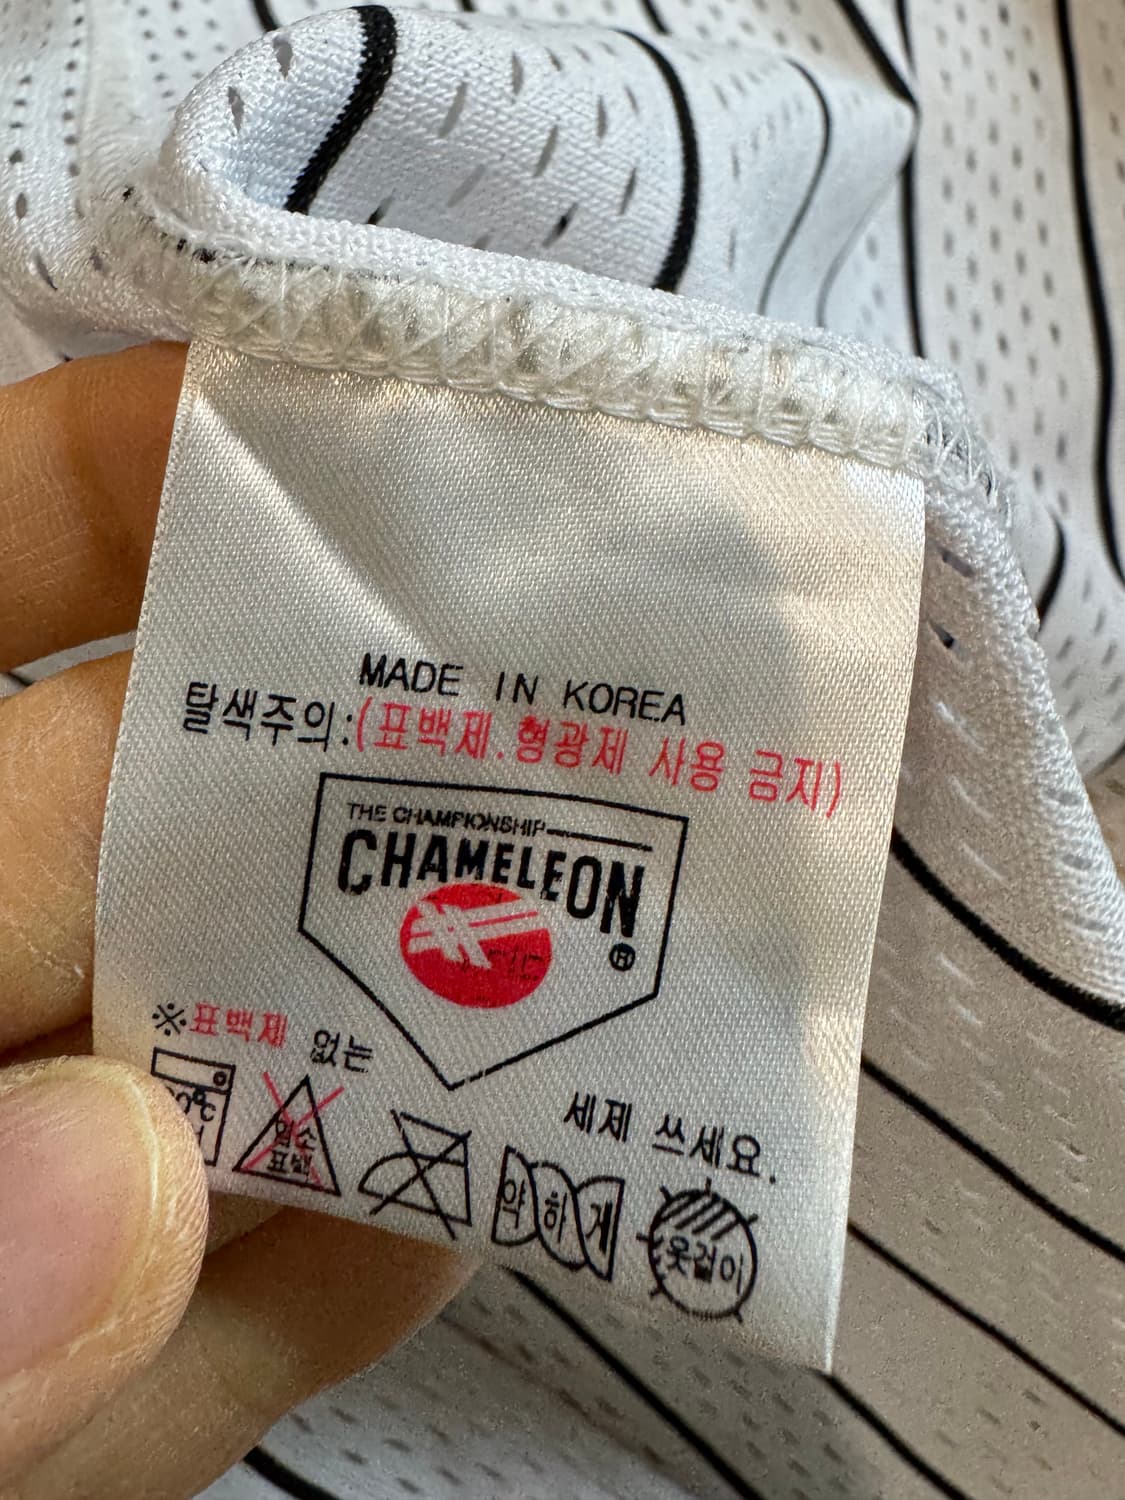 MADE IN KOREA
탈색주의:(표백제.형광제 사용 금지)
THE CHAMPIONSHIP
CHAMELEON
®
※표백제 없는
세제 쓰세요.
0℃
염소
표백
약하게
옷걸이